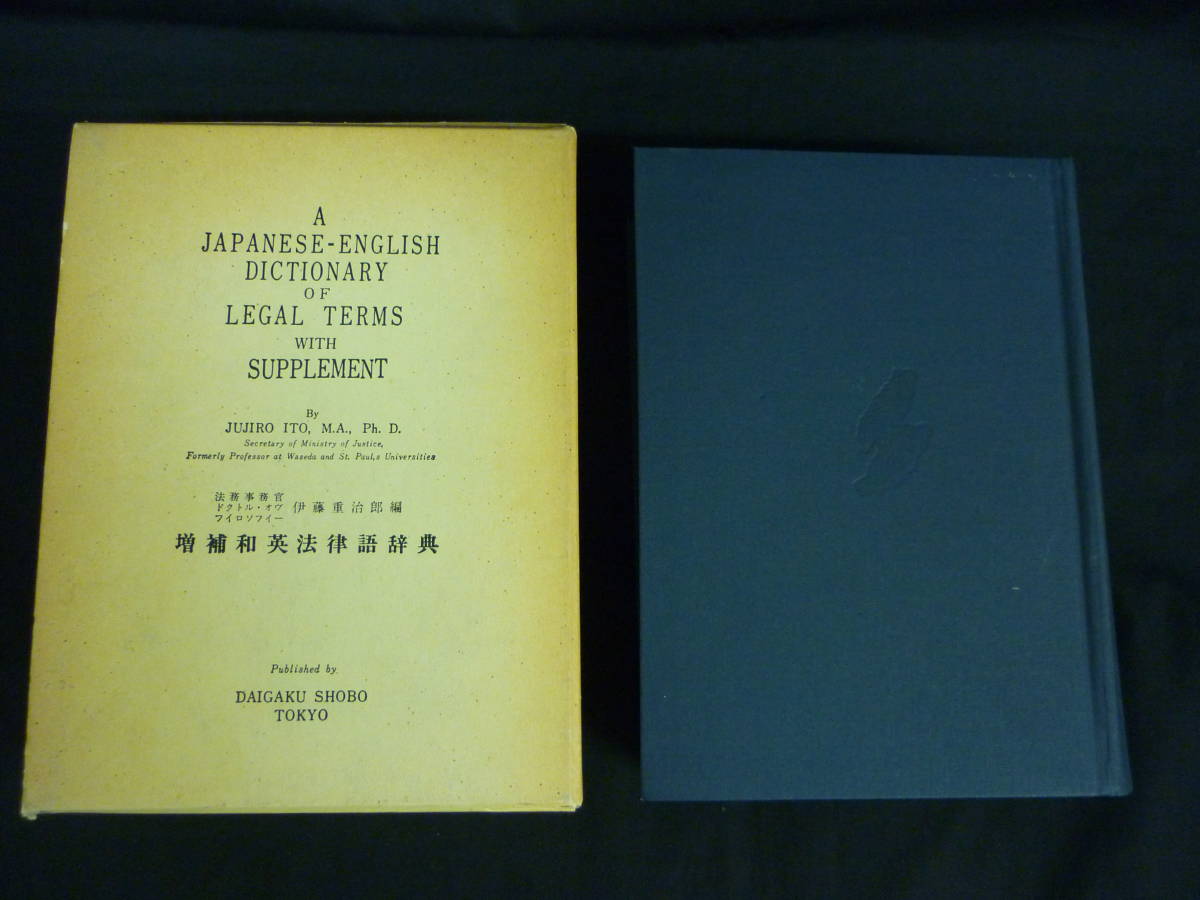 A
JAPANESE-ENGLISH
DICTIONARY
OF
LEGAL TERMS
WITH
SUPPLEMENT
By
JUJIRO ITO, M.A., Ph. D.
Secretary of Ministry of Justice,
Formerly Professor at Waseda and St. Paul,s Universities
法務事務官
ドクトル・オヴ
フイロソフイー
伊藤重治郎編
増補和英法律語辞典
Published by
DAIGAKU SHOBO
TOKYO